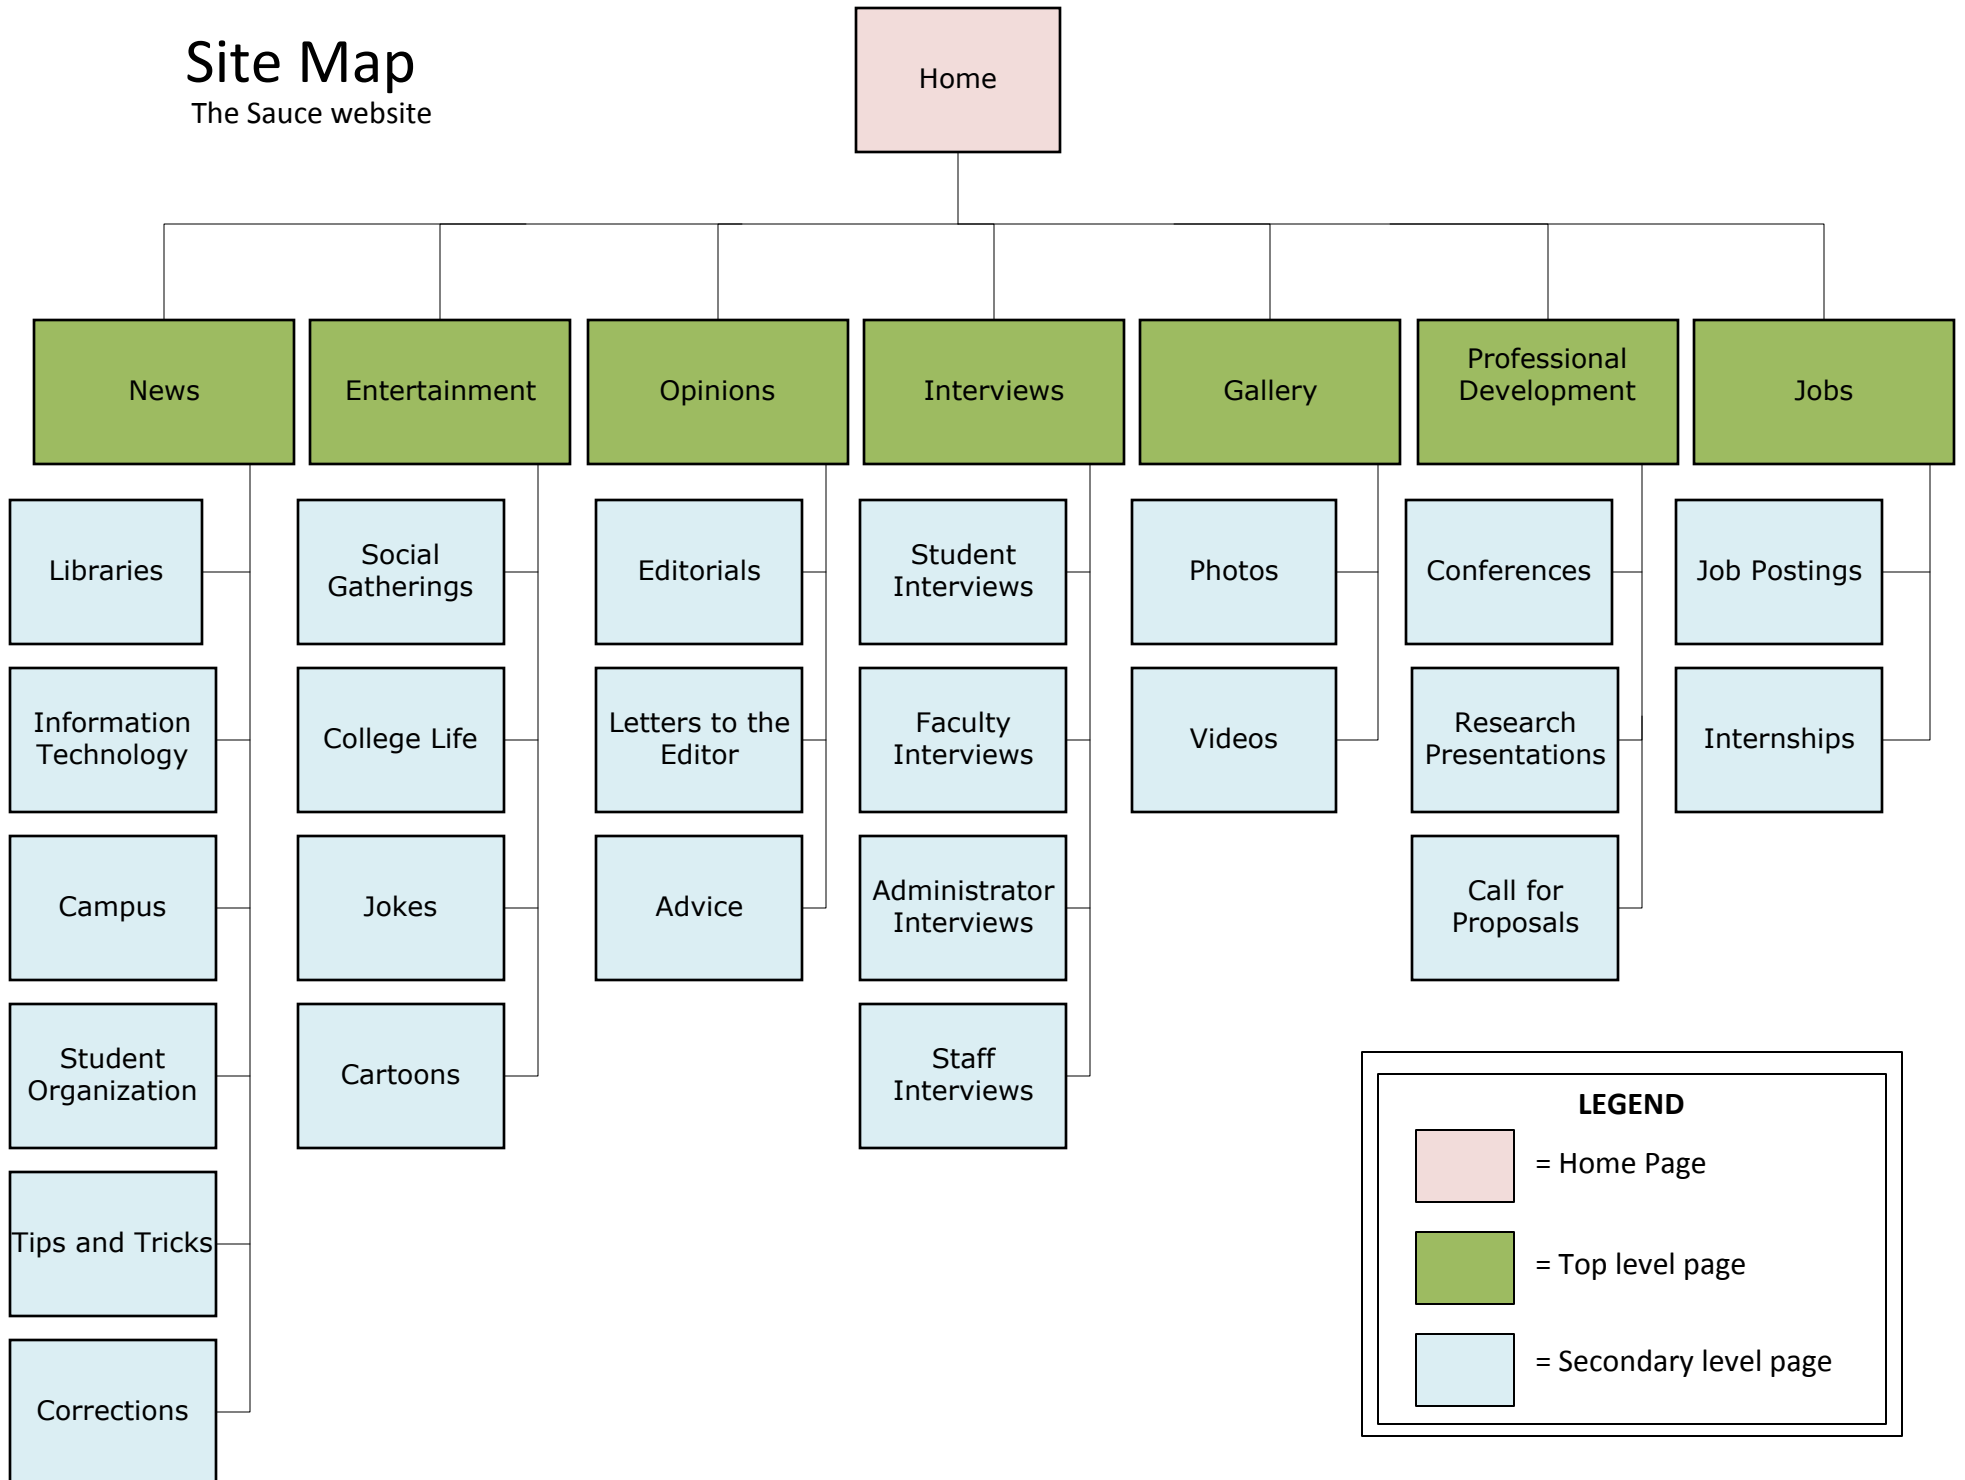 Site Map
The Sauce website
Home
News
Entertainment
Opinions
Interviews
Gallery
Professional
Development
Jobs
Libraries
Information
Technology
Campus
Student
Organization
Tips and Tricks
Corrections
Social
Gatherings
College Life
Jokes
Cartoons
Editorials
Letters to the
Editor
Advice
Student
Interviews
Faculty
Interviews
Administrator
Interviews
Staff
Interviews
Photos
Videos
Conferences
Research
Presentations
Call for
Proposals
Job Postings
Internships
LEGEND
= Home Page
= Top level page
= Secondary level page